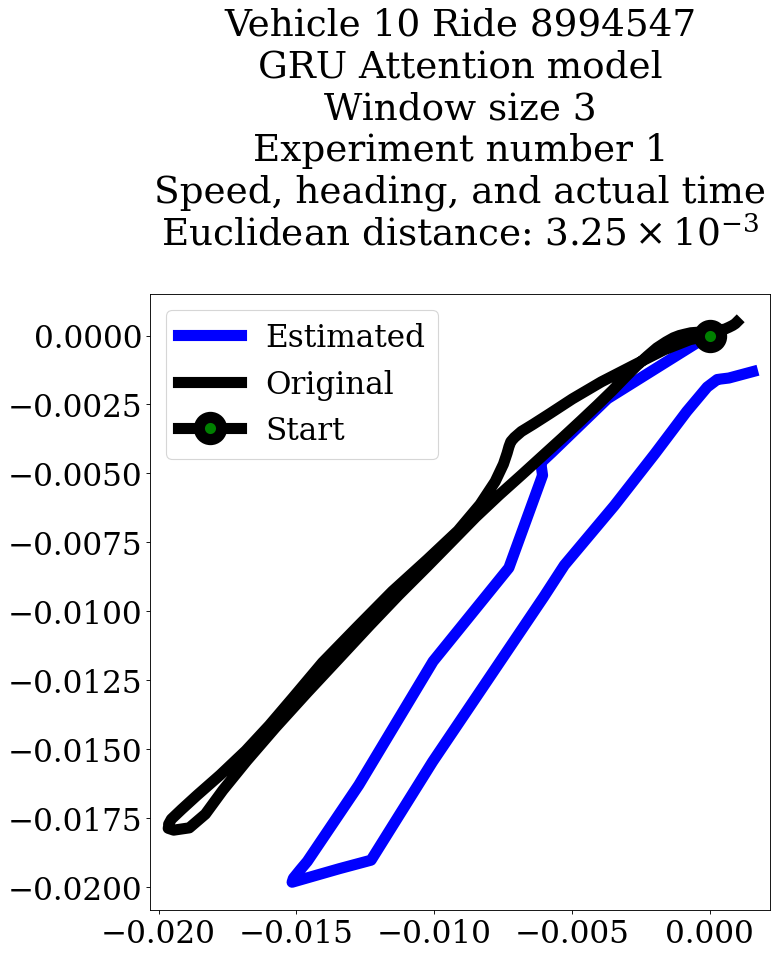 Vehicle 10 Ride 8994547
GRU Attention model
Window size 3
Experiment number 1
Speed, heading, and actual time
Euclidean distance: 3.25 × 10⁻³
Estimated
Original
Start
0.0000
−0.0025
−0.0050
−0.0075
−0.0100
−0.0125
−0.0150
−0.0175
−0.0200
−0.020 −0.015 −0.010 −0.005 0.000